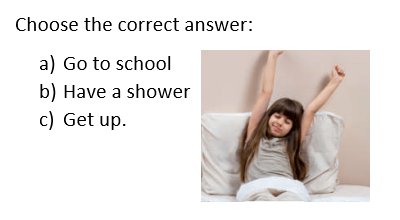 Choose the correct answer:
a) Go to school
b) Have a shower
c) Get up.